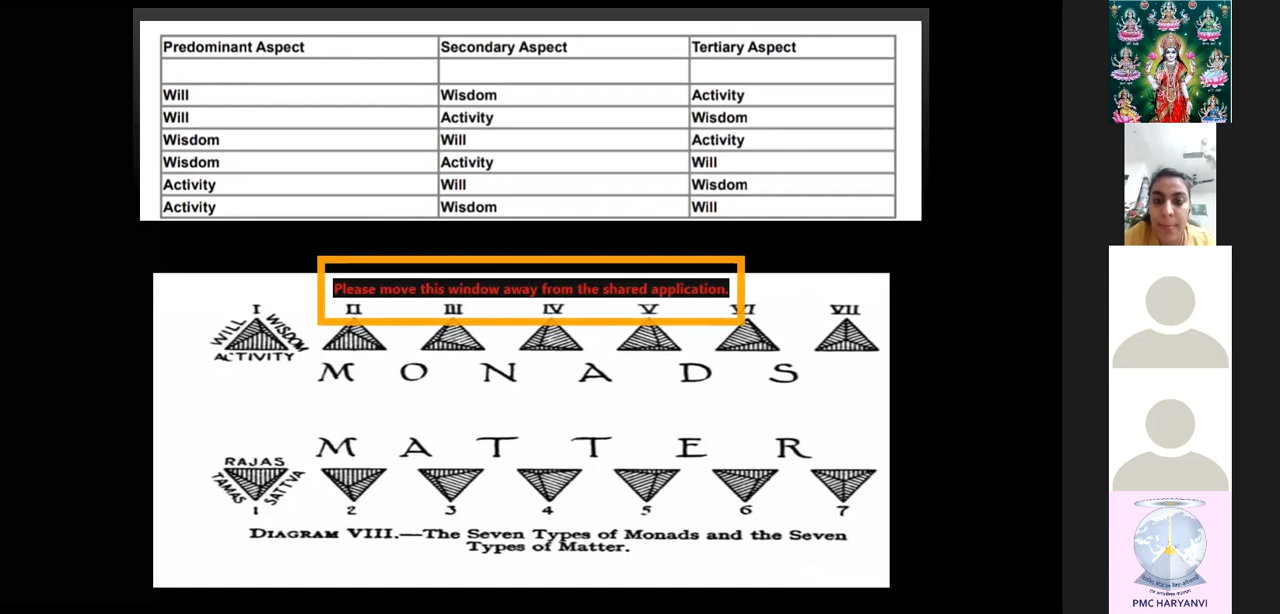 Predominant Aspect Secondary Aspect Tertiary Aspect
Will Wisdom Activity
Will Activity Wisdom
Wisdom Will Activity
Wisdom Activity Will
Activity Will Wisdom
Activity Wisdom Will
Please move this window away from the shared application.
I II III IV V VI VII
WILL WISDOM
ACTIVITY
MONADS
MATTER
RAJAS
TAMAS SATTVA
1 2 3 4 5 6 7
DIAGRAM VIII.—The Seven Types of Monads and the Seven
Types of Matter.
PMC HARYANVI